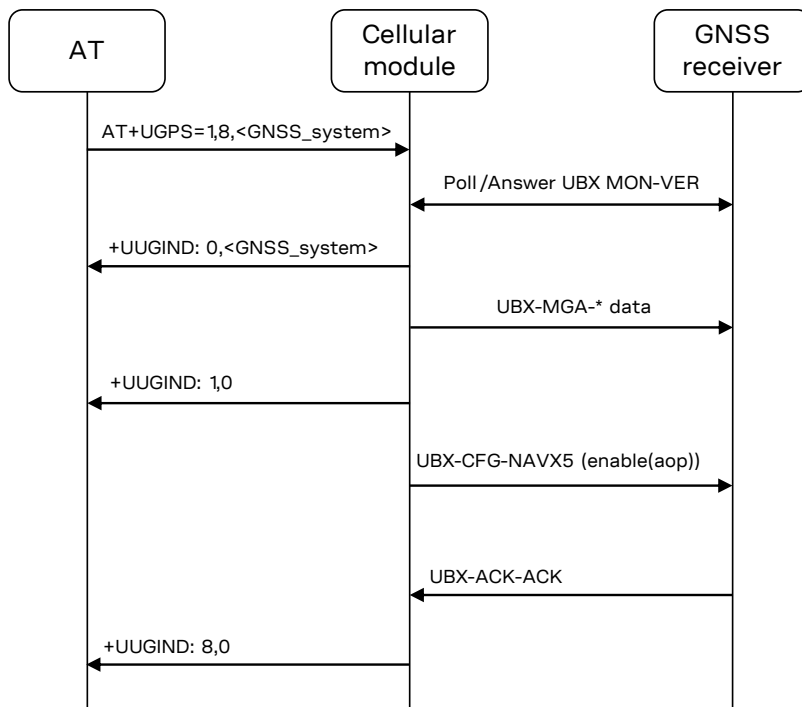 AT
Cellular
module
GNSS
receiver
AT+UGPS=1,8,<GNSS_system>
Poll/Answer UBX MON-VER
+UUGIND: 0,<GNSS_system>
UBX-MGA-* data
+UUGIND: 1,0
UBX-CFG-NAVX5 (enable(aop))
UBX-ACK-ACK
+UUGIND: 8,0